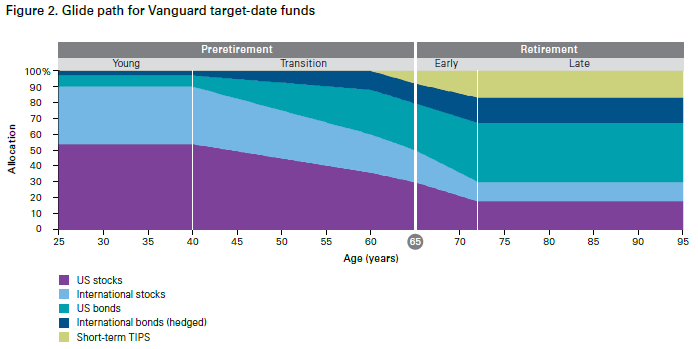 Figure 2. Glide path for Vanguard target-date funds
Preretirement Retirement
Young Transition Early Late
100%
90
80
70
60
50
40
30
20
10
0
Allocation
25 30 35 40 45 50 55 60 65 70 75 80 85 90 95
Age (years)
US stocks
International stocks
US bonds
International bonds (hedged)
Short-term TIPS